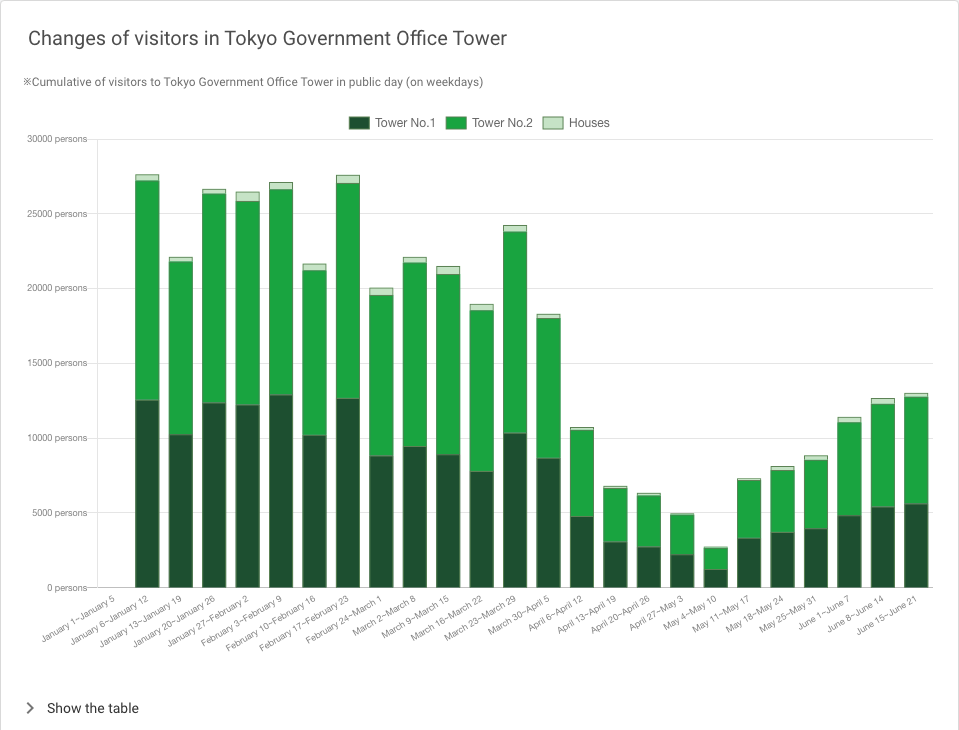 Changes of visitors in Tokyo Government Office Tower
※Cumulative of visitors to Tokyo Government Office Tower in public day (on weekdays)
Tower No.1 Tower No.2 Houses
30000 persons
25000 persons
20000 persons
15000 persons
10000 persons
5000 persons
0 persons
January 1~January 5
January 6~January 12
January 13~January 19
January 20~January 26
January 27~February 2
February 3~February 9
February 10~February 16
February 17~February 23
February 24~March 1
March 2~March 8
March 9~March 15
March 16~March 22
March 23~March 29
March 30~April 5
April 6~April 12
April 13~April 19
April 20~April 26
April 27~May 3
May 4~May 10
May 11~May 17
May 18~May 24
May 25~May 31
June 1~June 7
June 8~June 14
June 15~June 21
Show the table